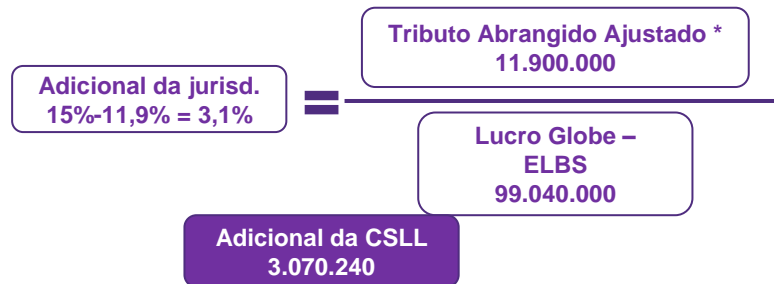 Tributo Abrangido Ajustado *
11.900.000
Adicional da jurisd.
15%-11,9% = 3,1%
=
Lucro Globe –
ELBS
99.040.000
Adicional da CSLL
3.070.240